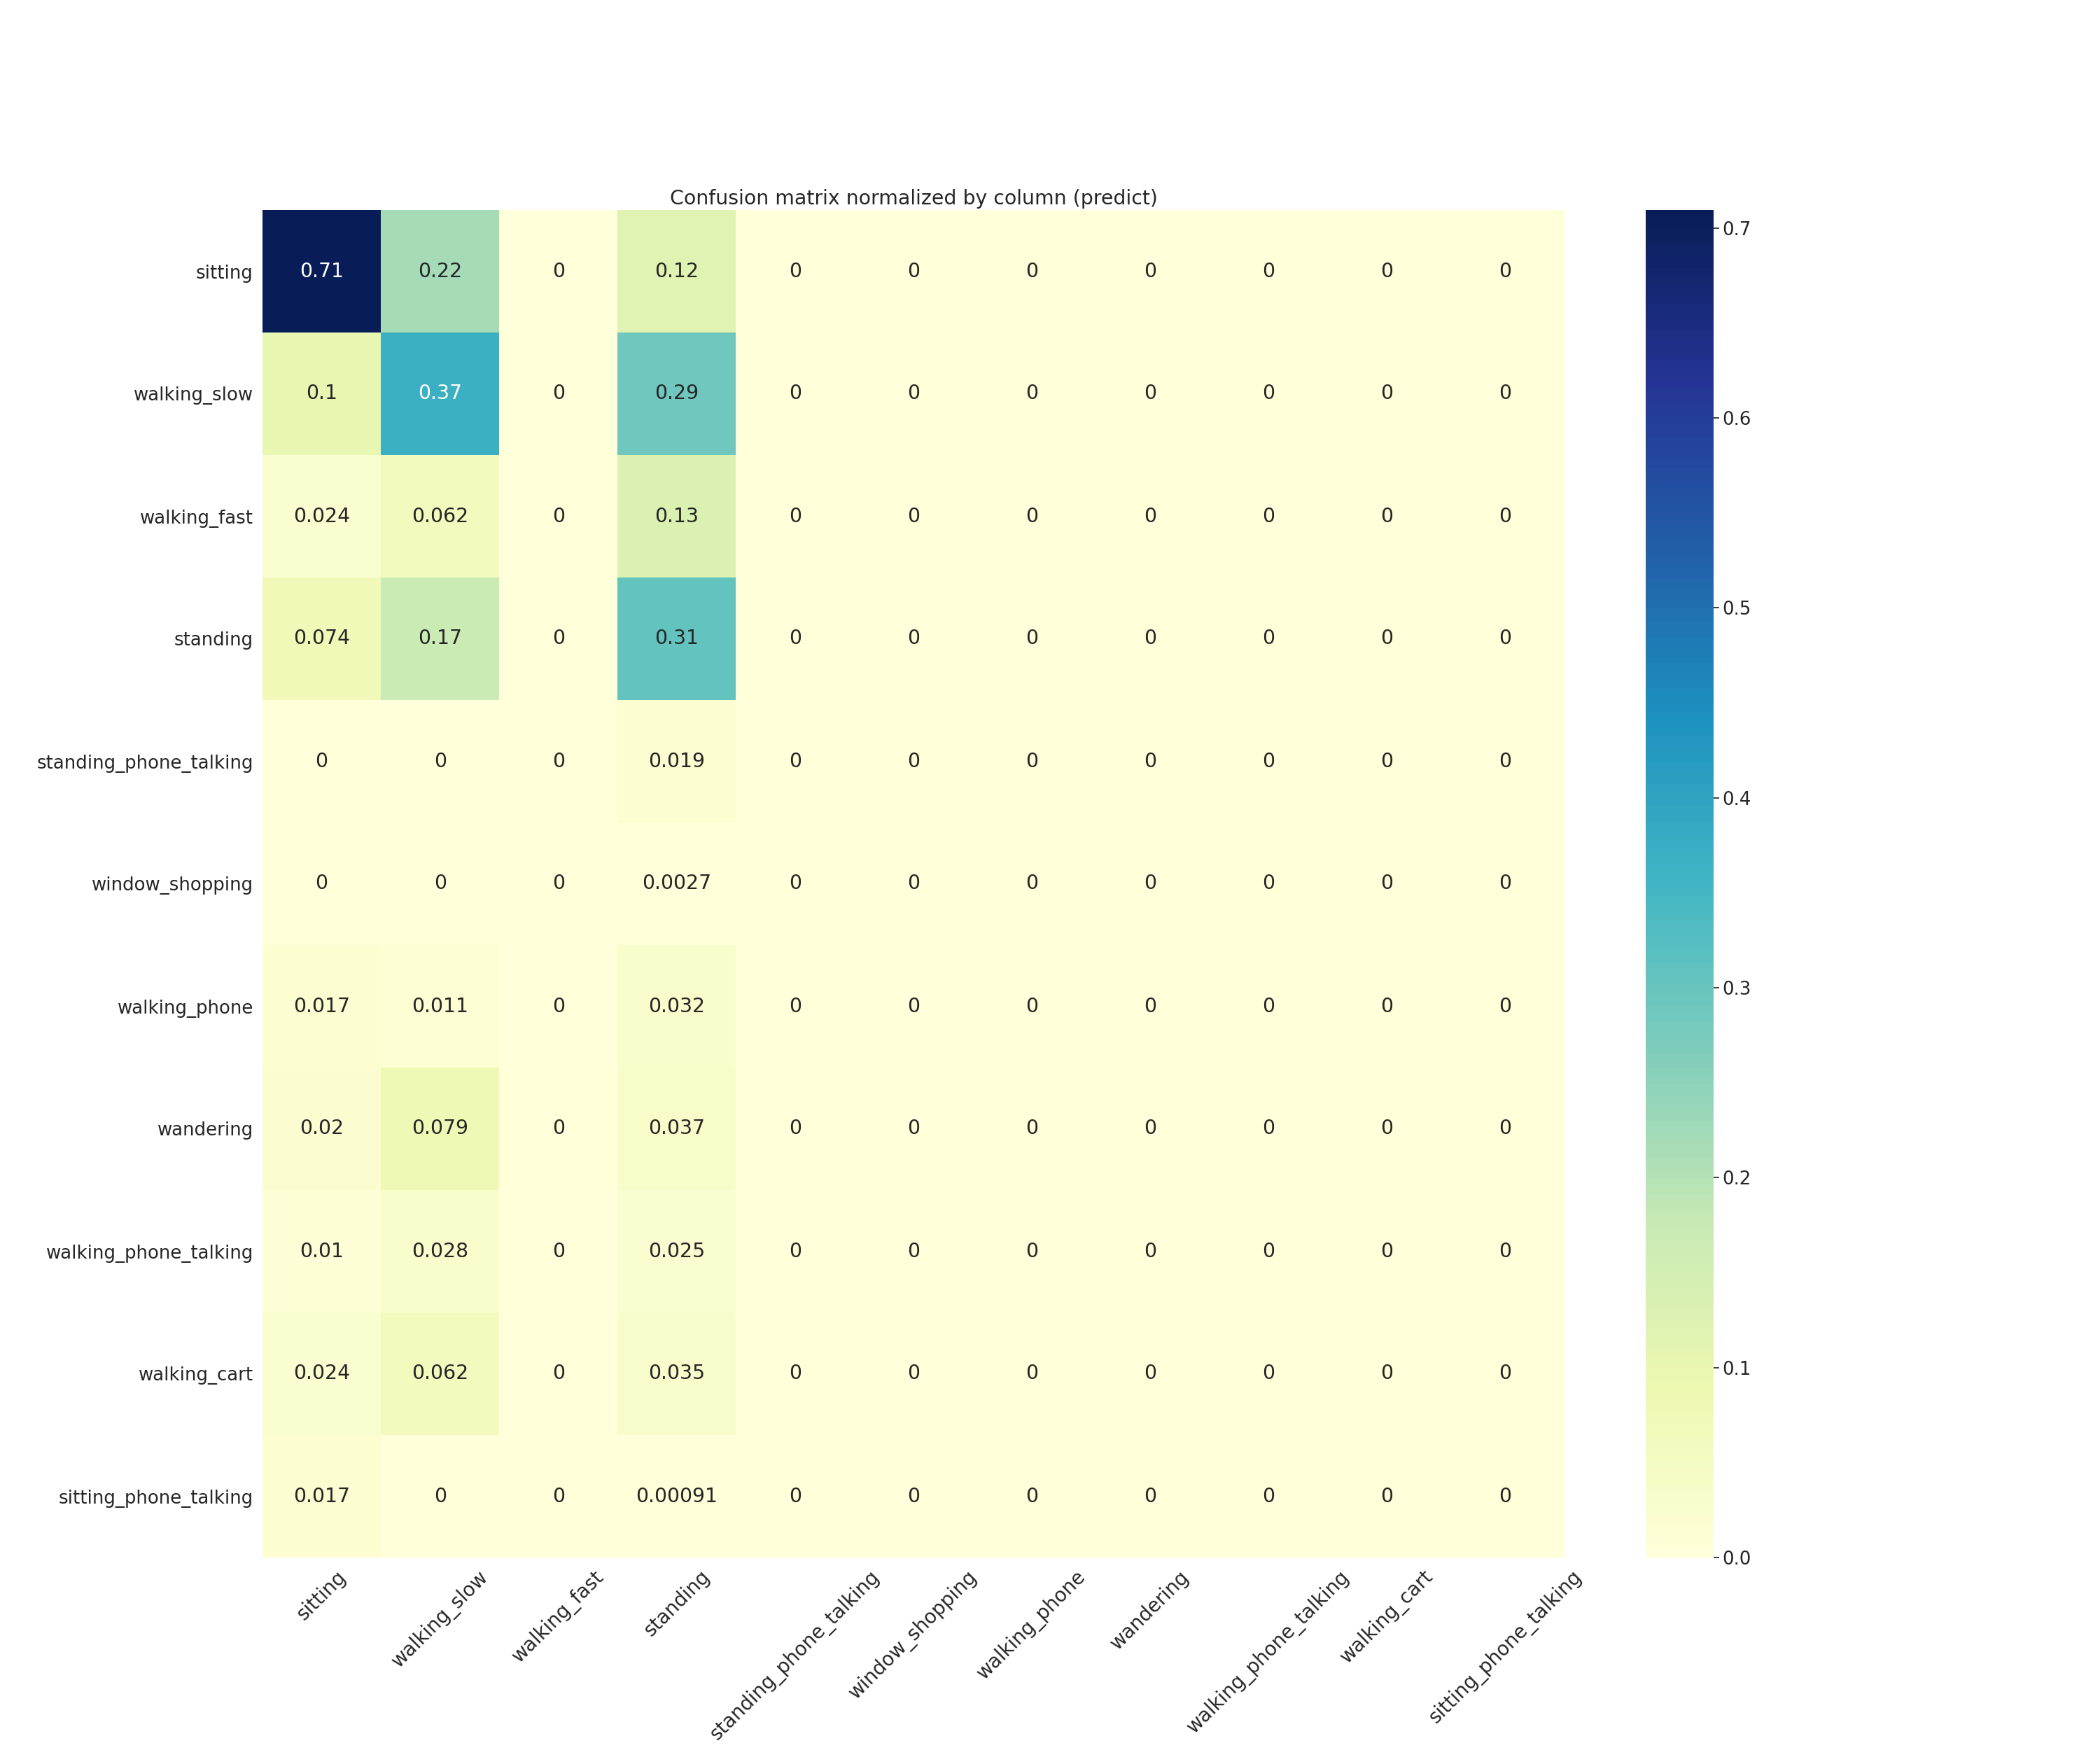 Confusion matrix normalized by column (predict)
sitting 0.71 0.22 0 0.12 0 0 0 0 0 0 0
walking_slow 0.1 0.37 0 0.29 0 0 0 0 0 0 0
walking_fast 0.024 0.062 0 0.13 0 0 0 0 0 0 0
standing 0.074 0.17 0 0.31 0 0 0 0 0 0 0
standing_phone_talking 0 0 0 0.019 0 0 0 0 0 0 0
window_shopping 0 0 0 0.0027 0 0 0 0 0 0 0
walking_phone 0.017 0.011 0 0.032 0 0 0 0 0 0 0
wandering 0.02 0.079 0 0.037 0 0 0 0 0 0 0
walking_phone_talking 0.01 0.028 0 0.025 0 0 0 0 0 0 0
walking_cart 0.024 0.062 0 0.035 0 0 0 0 0 0 0
sitting_phone_talking 0.017 0 0 0.00091 0 0 0 0 0 0 0
sitting
walking_slow
walking_fast
standing
standing_phone_talking
window_shopping
walking_phone
wandering
walking_phone_talking
walking_cart
sitting_phone_talking
0.7
0.6
0.5
0.4
0.3
0.2
0.1
0.0